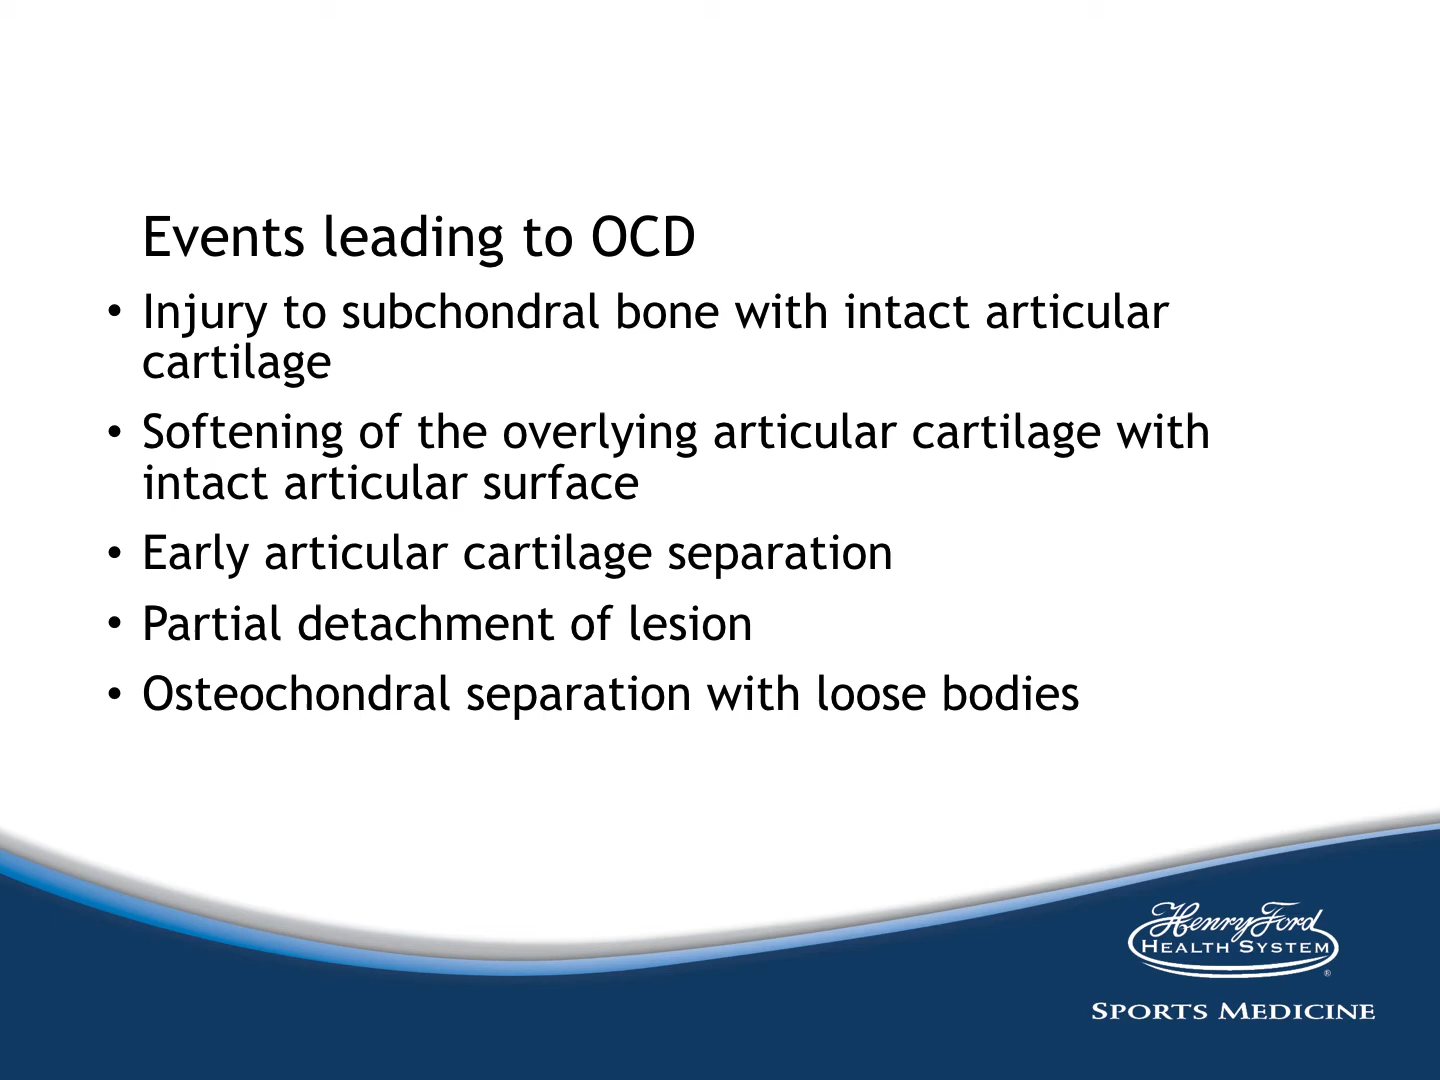 Events leading to OCD
• Injury to subchondral bone with intact articular
cartilage
• Softening of the overlying articular cartilage with
intact articular surface
• Early articular cartilage separation
• Partial detachment of lesion
• Osteochondral separation with loose bodies
Henry Ford
HEALTH SYSTEM
®
SPORTS MEDICINE